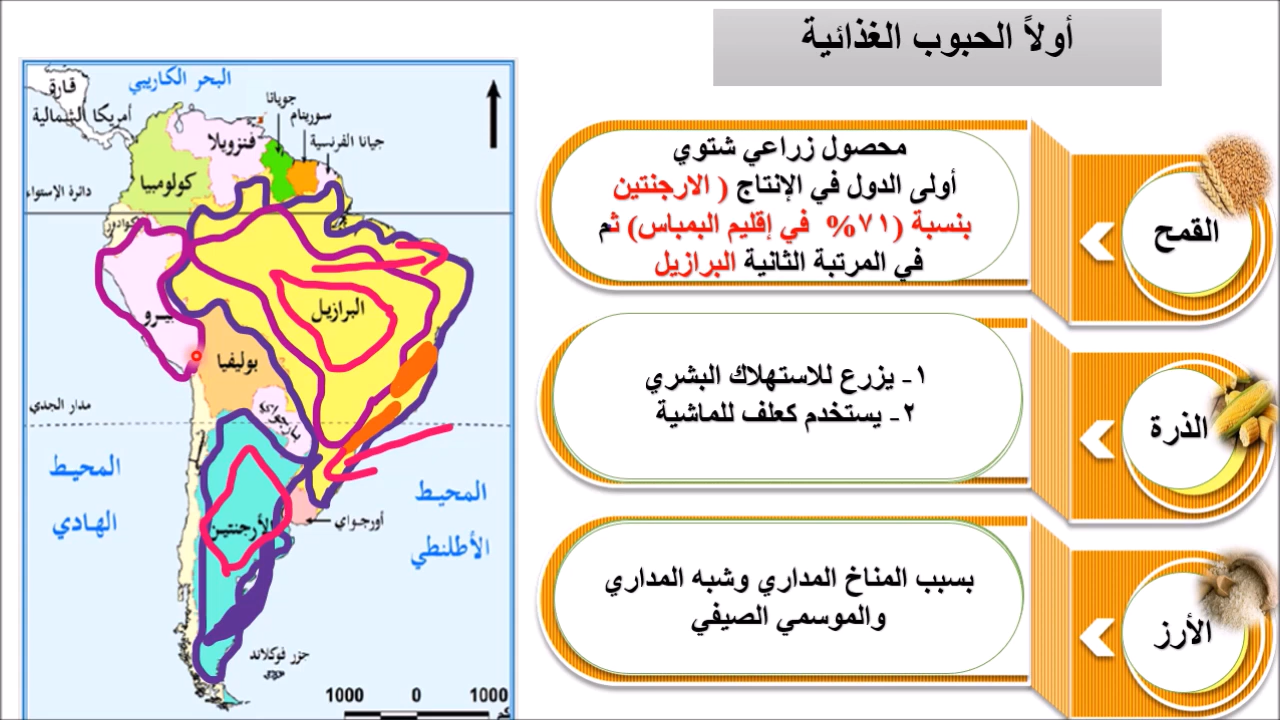 أولاً الحبوب الغذائية
القمح
محصول زراعي شتوي
أولى الدول في الإنتاج ( الارجنتين
بنسبة (٧١% في إقليم البمباس) ثم
في المرتبة الثانية البرازيل
الذرة
١- يزرع للاستهلاك البشري
٢- يستخدم كعلف للماشية
الأرز
بسبب المناخ المداري وشبه المداري
والموسمي الصيفي
البحر الكاريبي
قارة
أمريكا الشمالية
جويانا
سورينام
جيانا الفرنسية
فنزويلا
كولومبيا
دائرة الإستواء
بيرو
البرازيل
بوليفيا
مدار الجدي
باراجواي
المحيط
الهادي
المحيط
الأطلنطي
الأرجنتين
أورجواي
جزر فوكلاند
1000 0 1000
كم